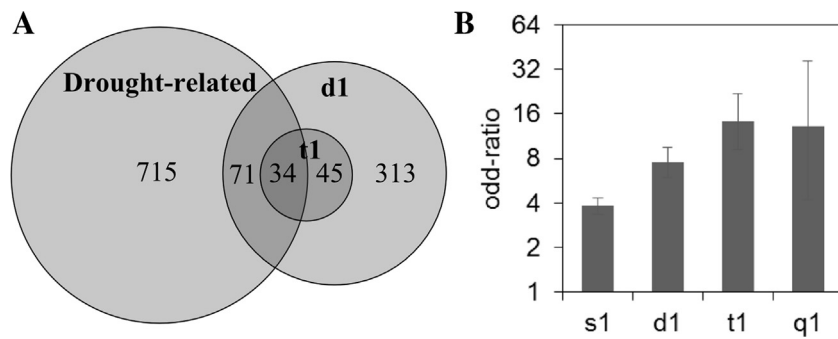 A
Drought-related
d1
t1
715
71
34
45
313
B
odd-ratio
64
32
16
8
4
2
1
s1 d1 t1 q1